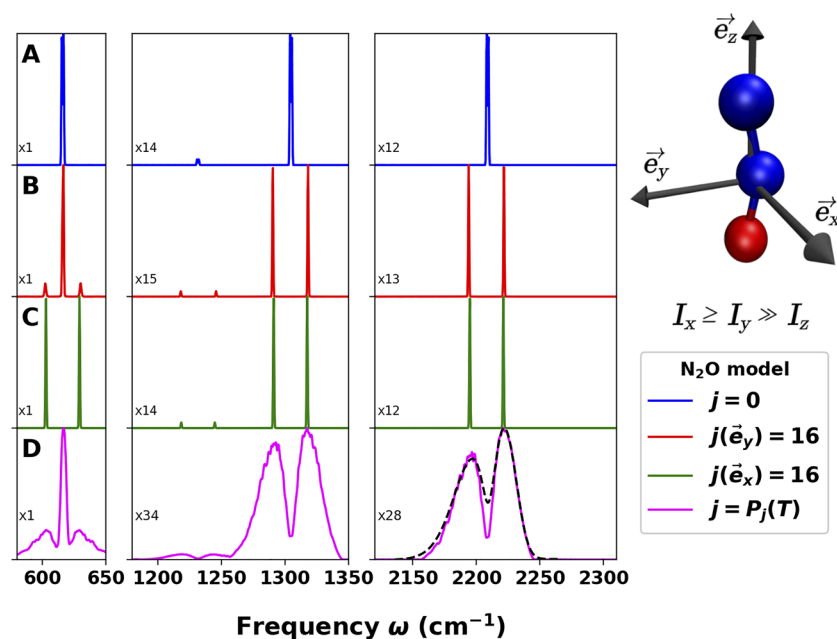 A
x1
x14
x12
B
x1
x15
x13
C
x1
x14
x12
D
x1
x34
x28
600 650 1200 1250 1300 1350 2150 2200 2250 2300
Frequency ω (cm⁻¹)
e⃗z
e⃗y
e⃗x
Iₓ ≥ Iy ≫ Iz
N₂O model
j = 0
j(e⃗y) = 16
j(e⃗x) = 16
j = Pj(T)